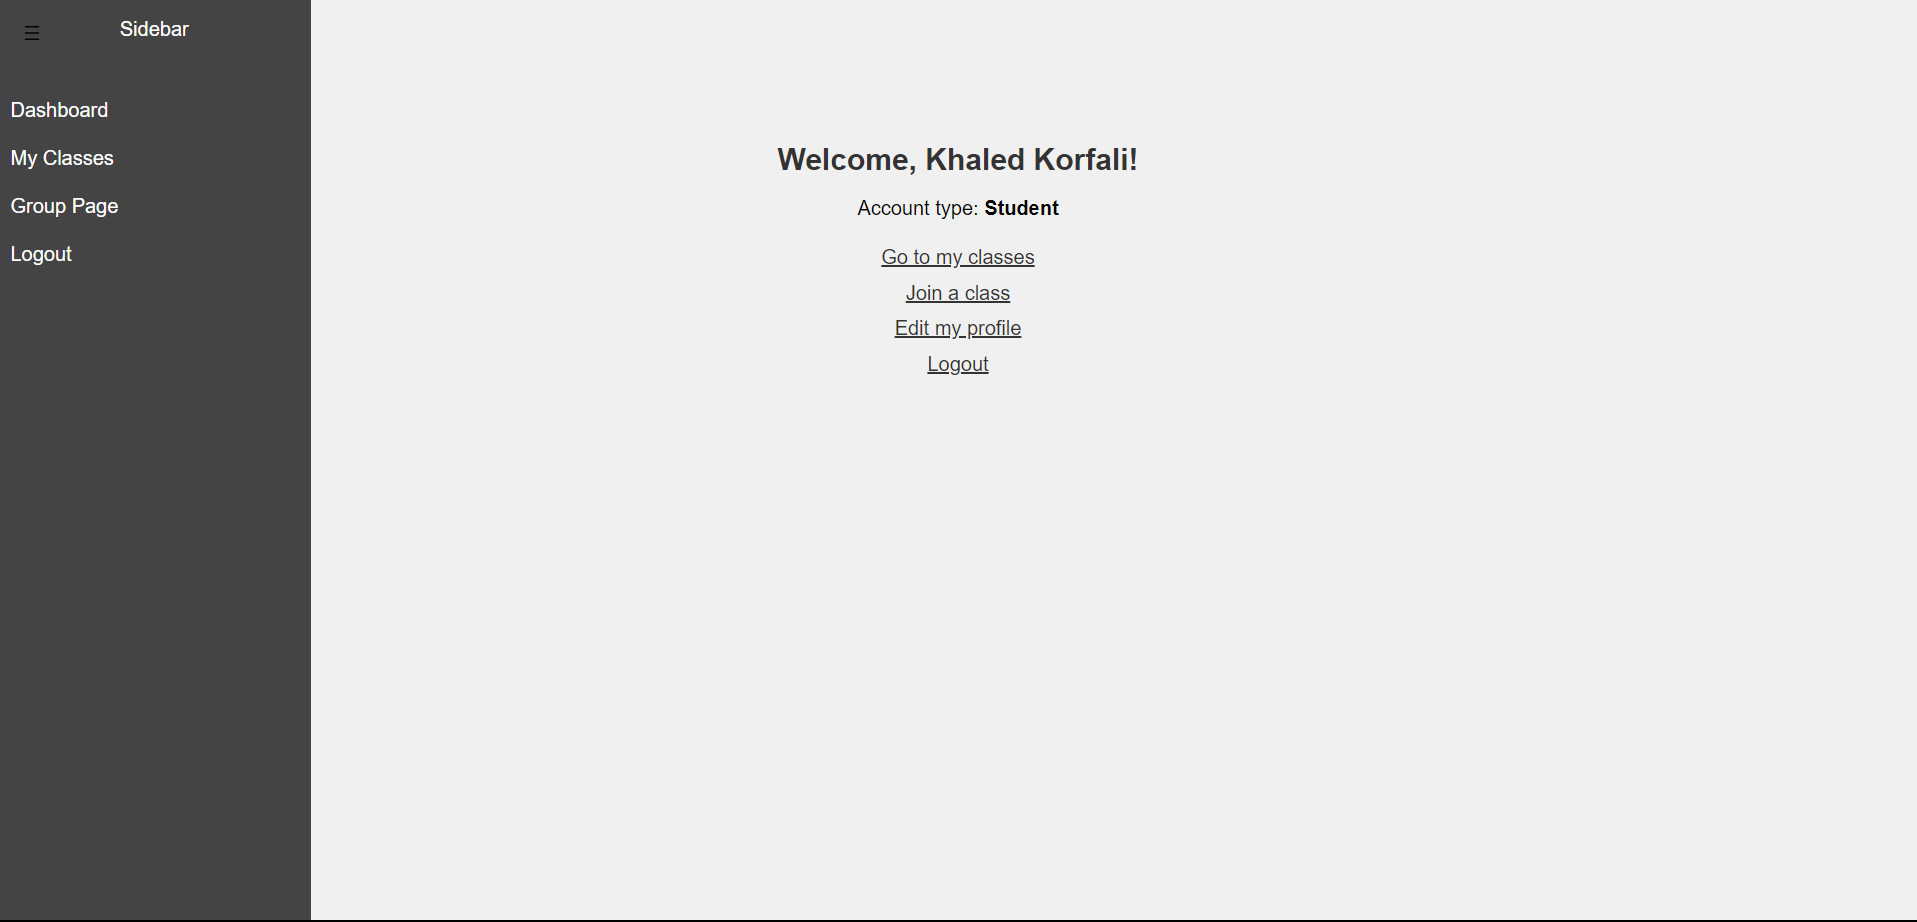 Sidebar
Dashboard
My Classes
Group Page
Logout
Welcome, Khaled Korfali!
Account type: Student
Go to my classes
Join a class
Edit my profile
Logout